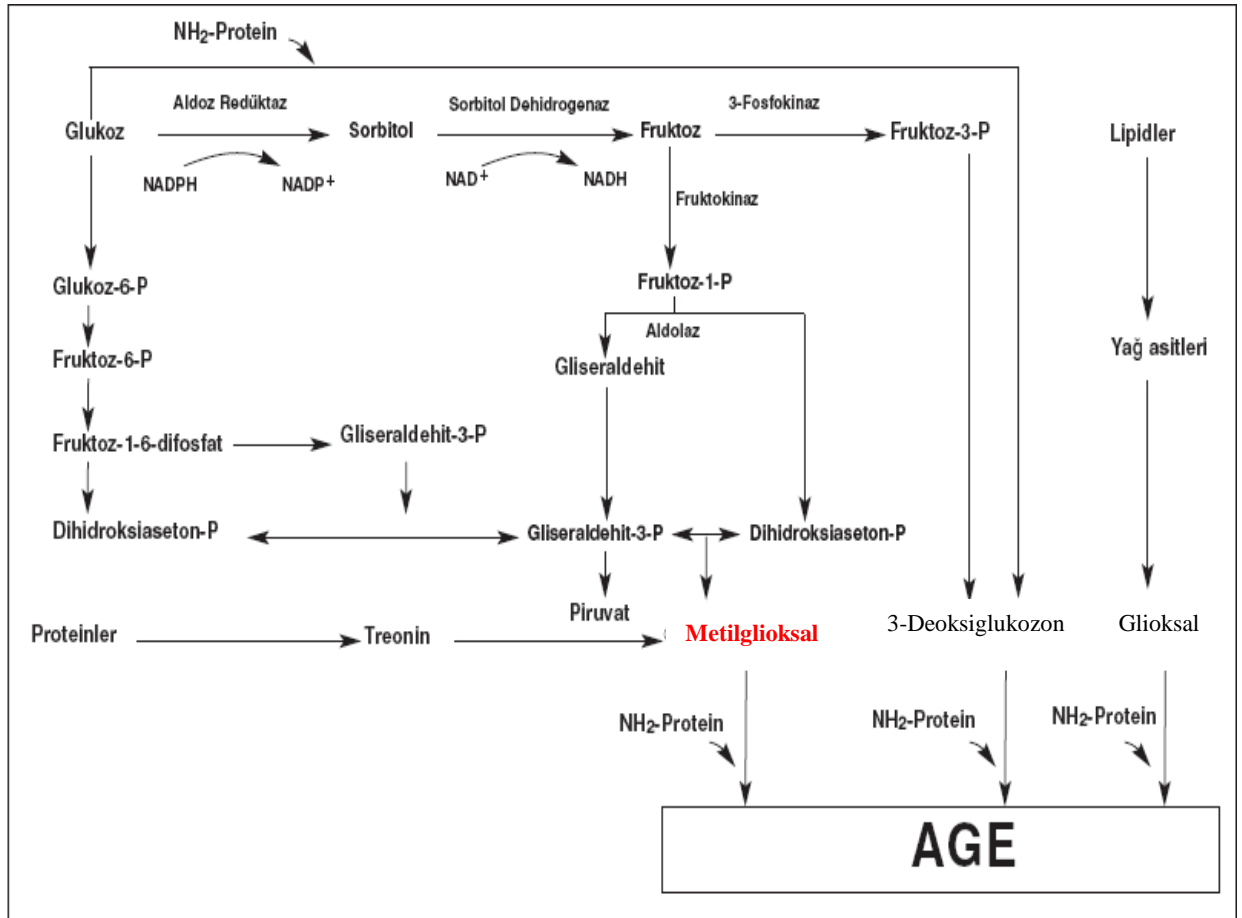 NH2-Protein
Aldoz Redüktaz
Sorbitol Dehidrogenaz
3-Fosfokinaz
Glukoz
Sorbitol
Fruktoz
Fruktoz-3-P
Lipidler
NADPH
NADP+
NAD+
NADH
Fruktokinaz
Glukoz-6-P
Fruktoz-1-P
Aldolaz
Fruktoz-6-P
Gliseraldehit
Yağ asitleri
Fruktoz-1-6-difosfat
Gliseraldehit-3-P
Dihidroksiaseton-P
Gliseraldehit-3-P
Dihidroksiaseton-P
Piruvat
Proteinler
Treonin
Metilglioksal
3-Deoksiglukozon
Glioksal
NH2-Protein
NH2-Protein
NH2-Protein
AGE